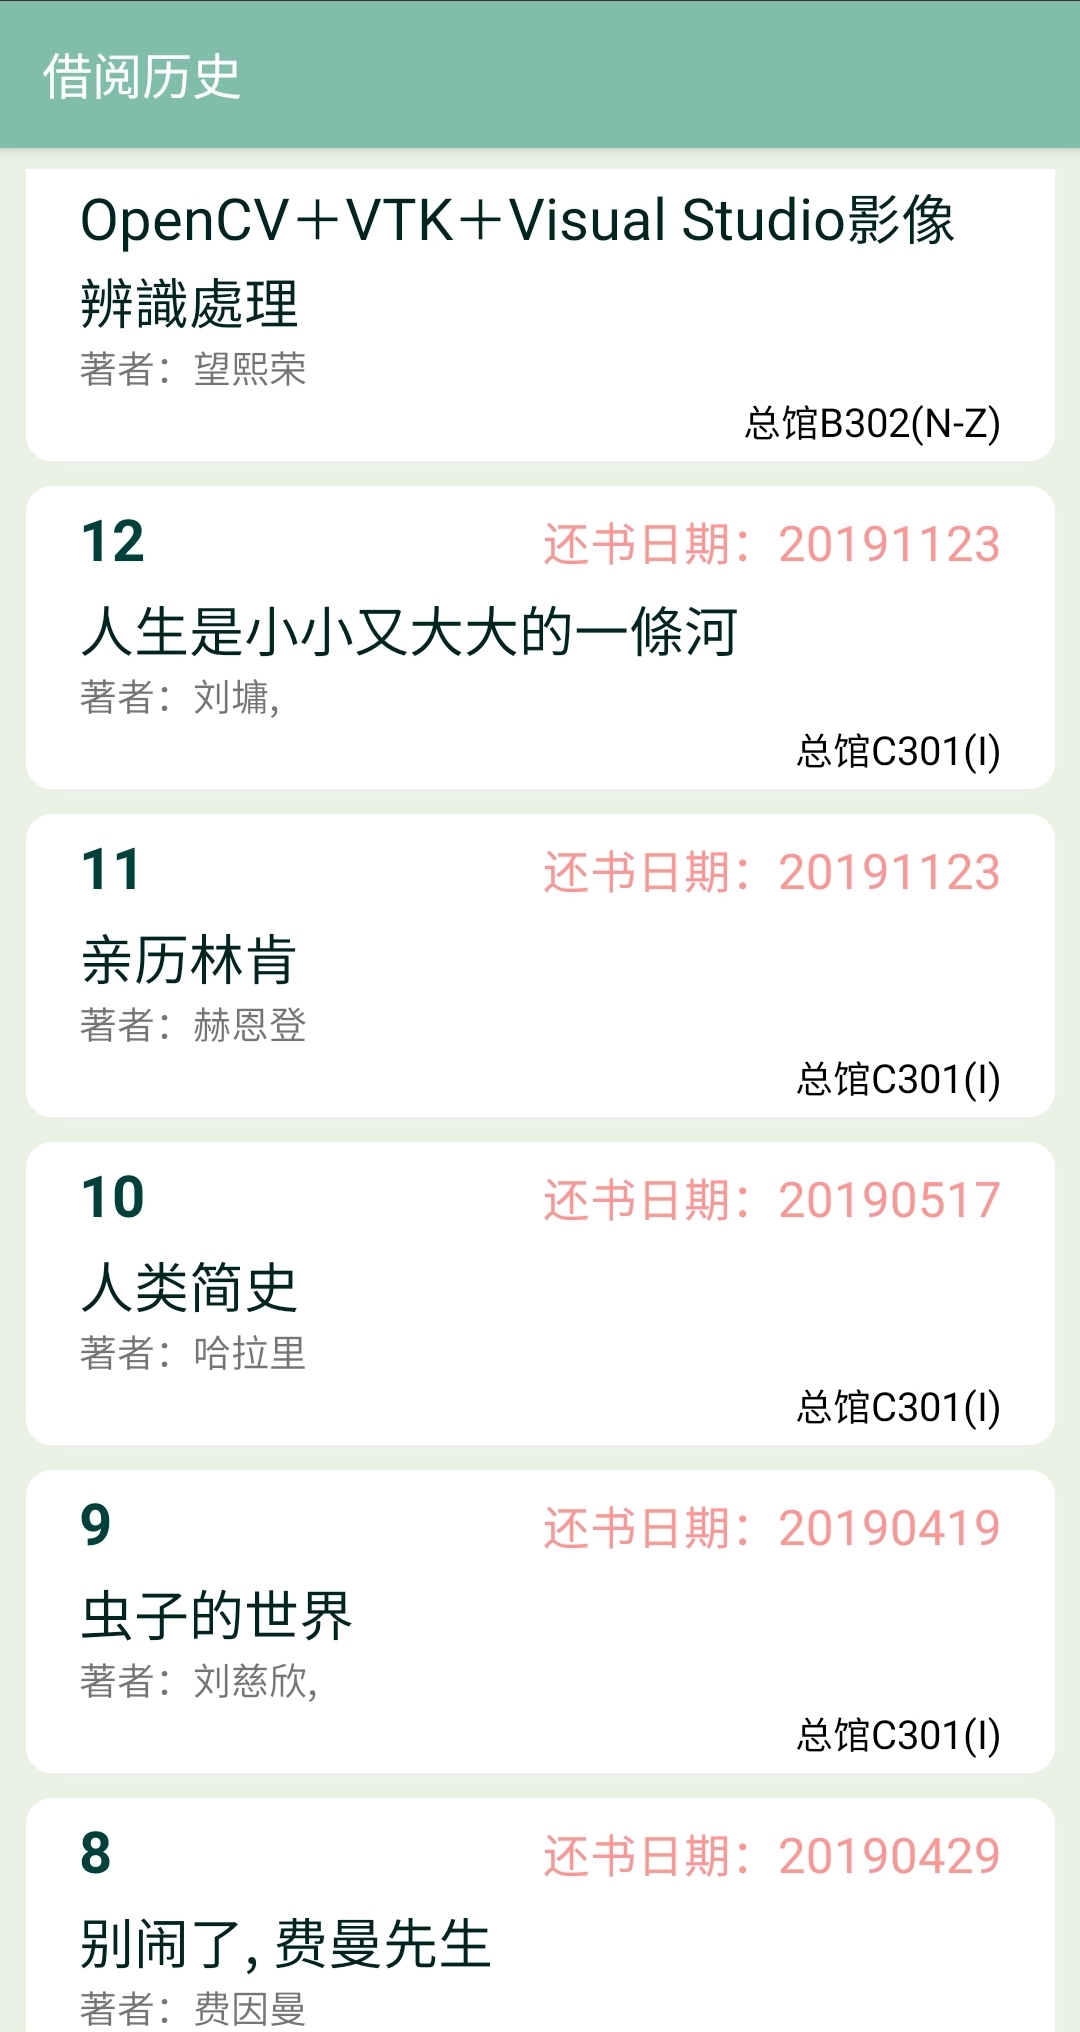 借阅历史
OpenCV＋VTK＋Visual Studio影像
辨識處理
著者：望熙荣
总馆B302(N-Z)
12
还书日期：20191123
人生是小小又大大的一條河
著者：刘墉,
总馆C301(I)
11
还书日期：20191123
亲历林肯
著者：赫恩登
总馆C301(I)
10
还书日期：20190517
人类简史
著者：哈拉里
总馆C301(I)
9
还书日期：20190419
虫子的世界
著者：刘慈欣,
总馆C301(I)
8
还书日期：20190429
别闹了, 费曼先生
著者：费因曼